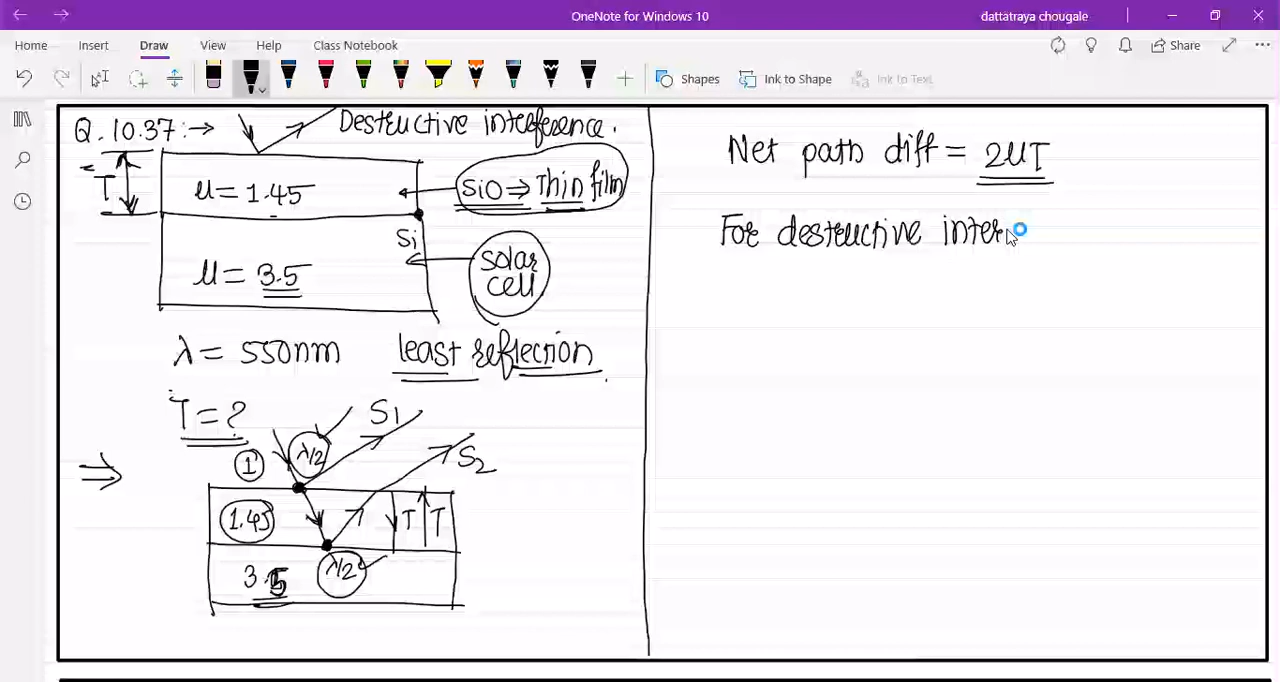 OneNote for Windows 10
dattatraya chougale
Home Insert Draw View Help Class Notebook
Share
Shapes Ink to Shape Ink to Text
Q. 10.37:→ Destructive interference.
T
μ = 1.45
SiO ⇒ Thin film
Si
μ = 3.5
solar cell
λ = 550nm least reflection.
T = ?
⇒
1 λ/2 S1
S2
1.45 T T
3.5 λ/2
Net path diff = 2μT
For destructive inter